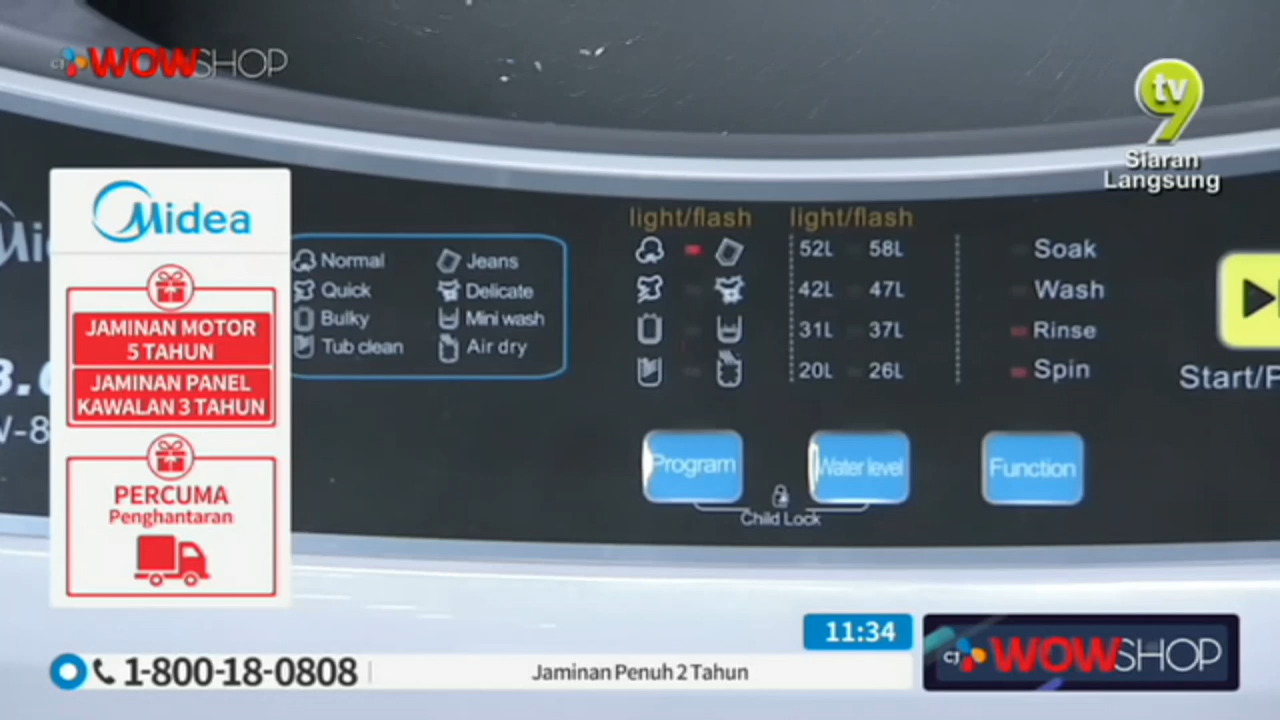 CJ WOWSHOP
tv9
Siaran
Langsung
Midea
JAMINAN MOTOR
5 TAHUN
JAMINAN PANEL
KAWALAN 3 TAHUN
PERCUMA
Penghantaran
Normal
Jeans
Quick
Delicate
Bulky
Mini wash
Tub clean
Air dry
light/flash
light/flash
52L 58L
42L 47L
31L 37L
20L 26L
Soak
Wash
Rinse
Spin
Program
Water level
Function
Child Lock
11:34
1-800-18-0808
Jaminan Penuh 2 Tahun
CJ WOWSHOP